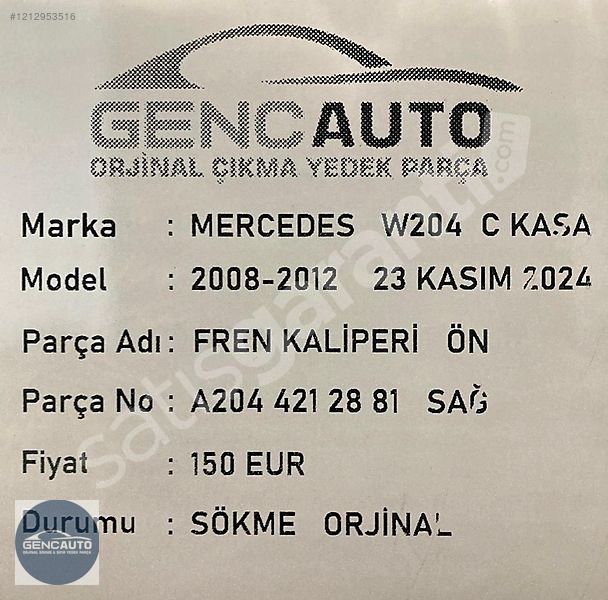 #1212953516
GENCAUTO
ORJİNAL ÇIKMA YEDEK PARÇA
Marka : MERCEDES W204 C KASA
Model : 2008-2012 23 KASIM 2024
Parça Adı : FREN KALİPERİ ÖN
Parça No : A204 421 28 81 SAĞ
Fiyat : 150 EUR
Durumu : SÖKME ORJİNAL
satisgaranti.com
GENCAUTO